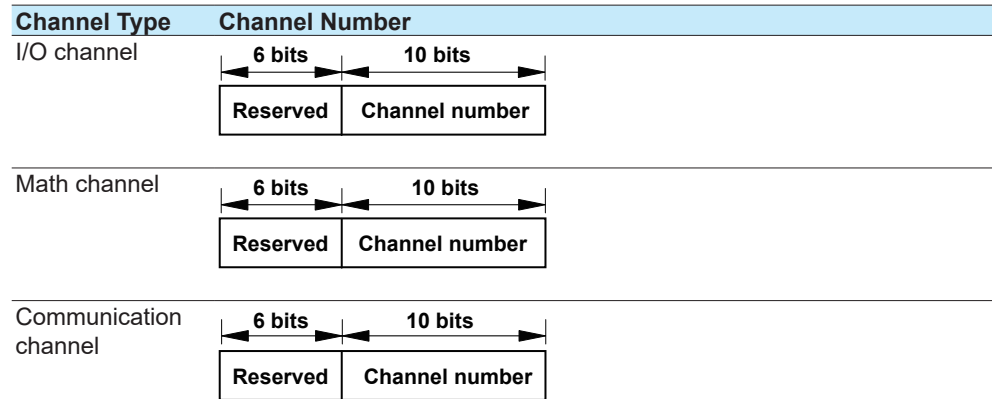 Channel Type Channel Number
I/O channel
6 bits 10 bits
Reserved Channel number
Math channel
6 bits 10 bits
Reserved Channel number
Communication
channel
6 bits 10 bits
Reserved Channel number